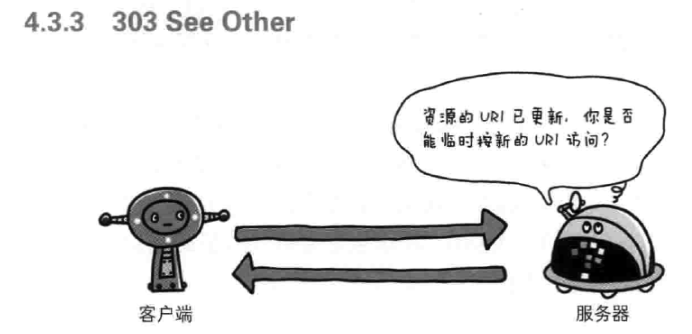 4.3.3 303 See Other
资源的 URI 已更新，你是否
能临时按新的 URI 访问？
客户端
服务器